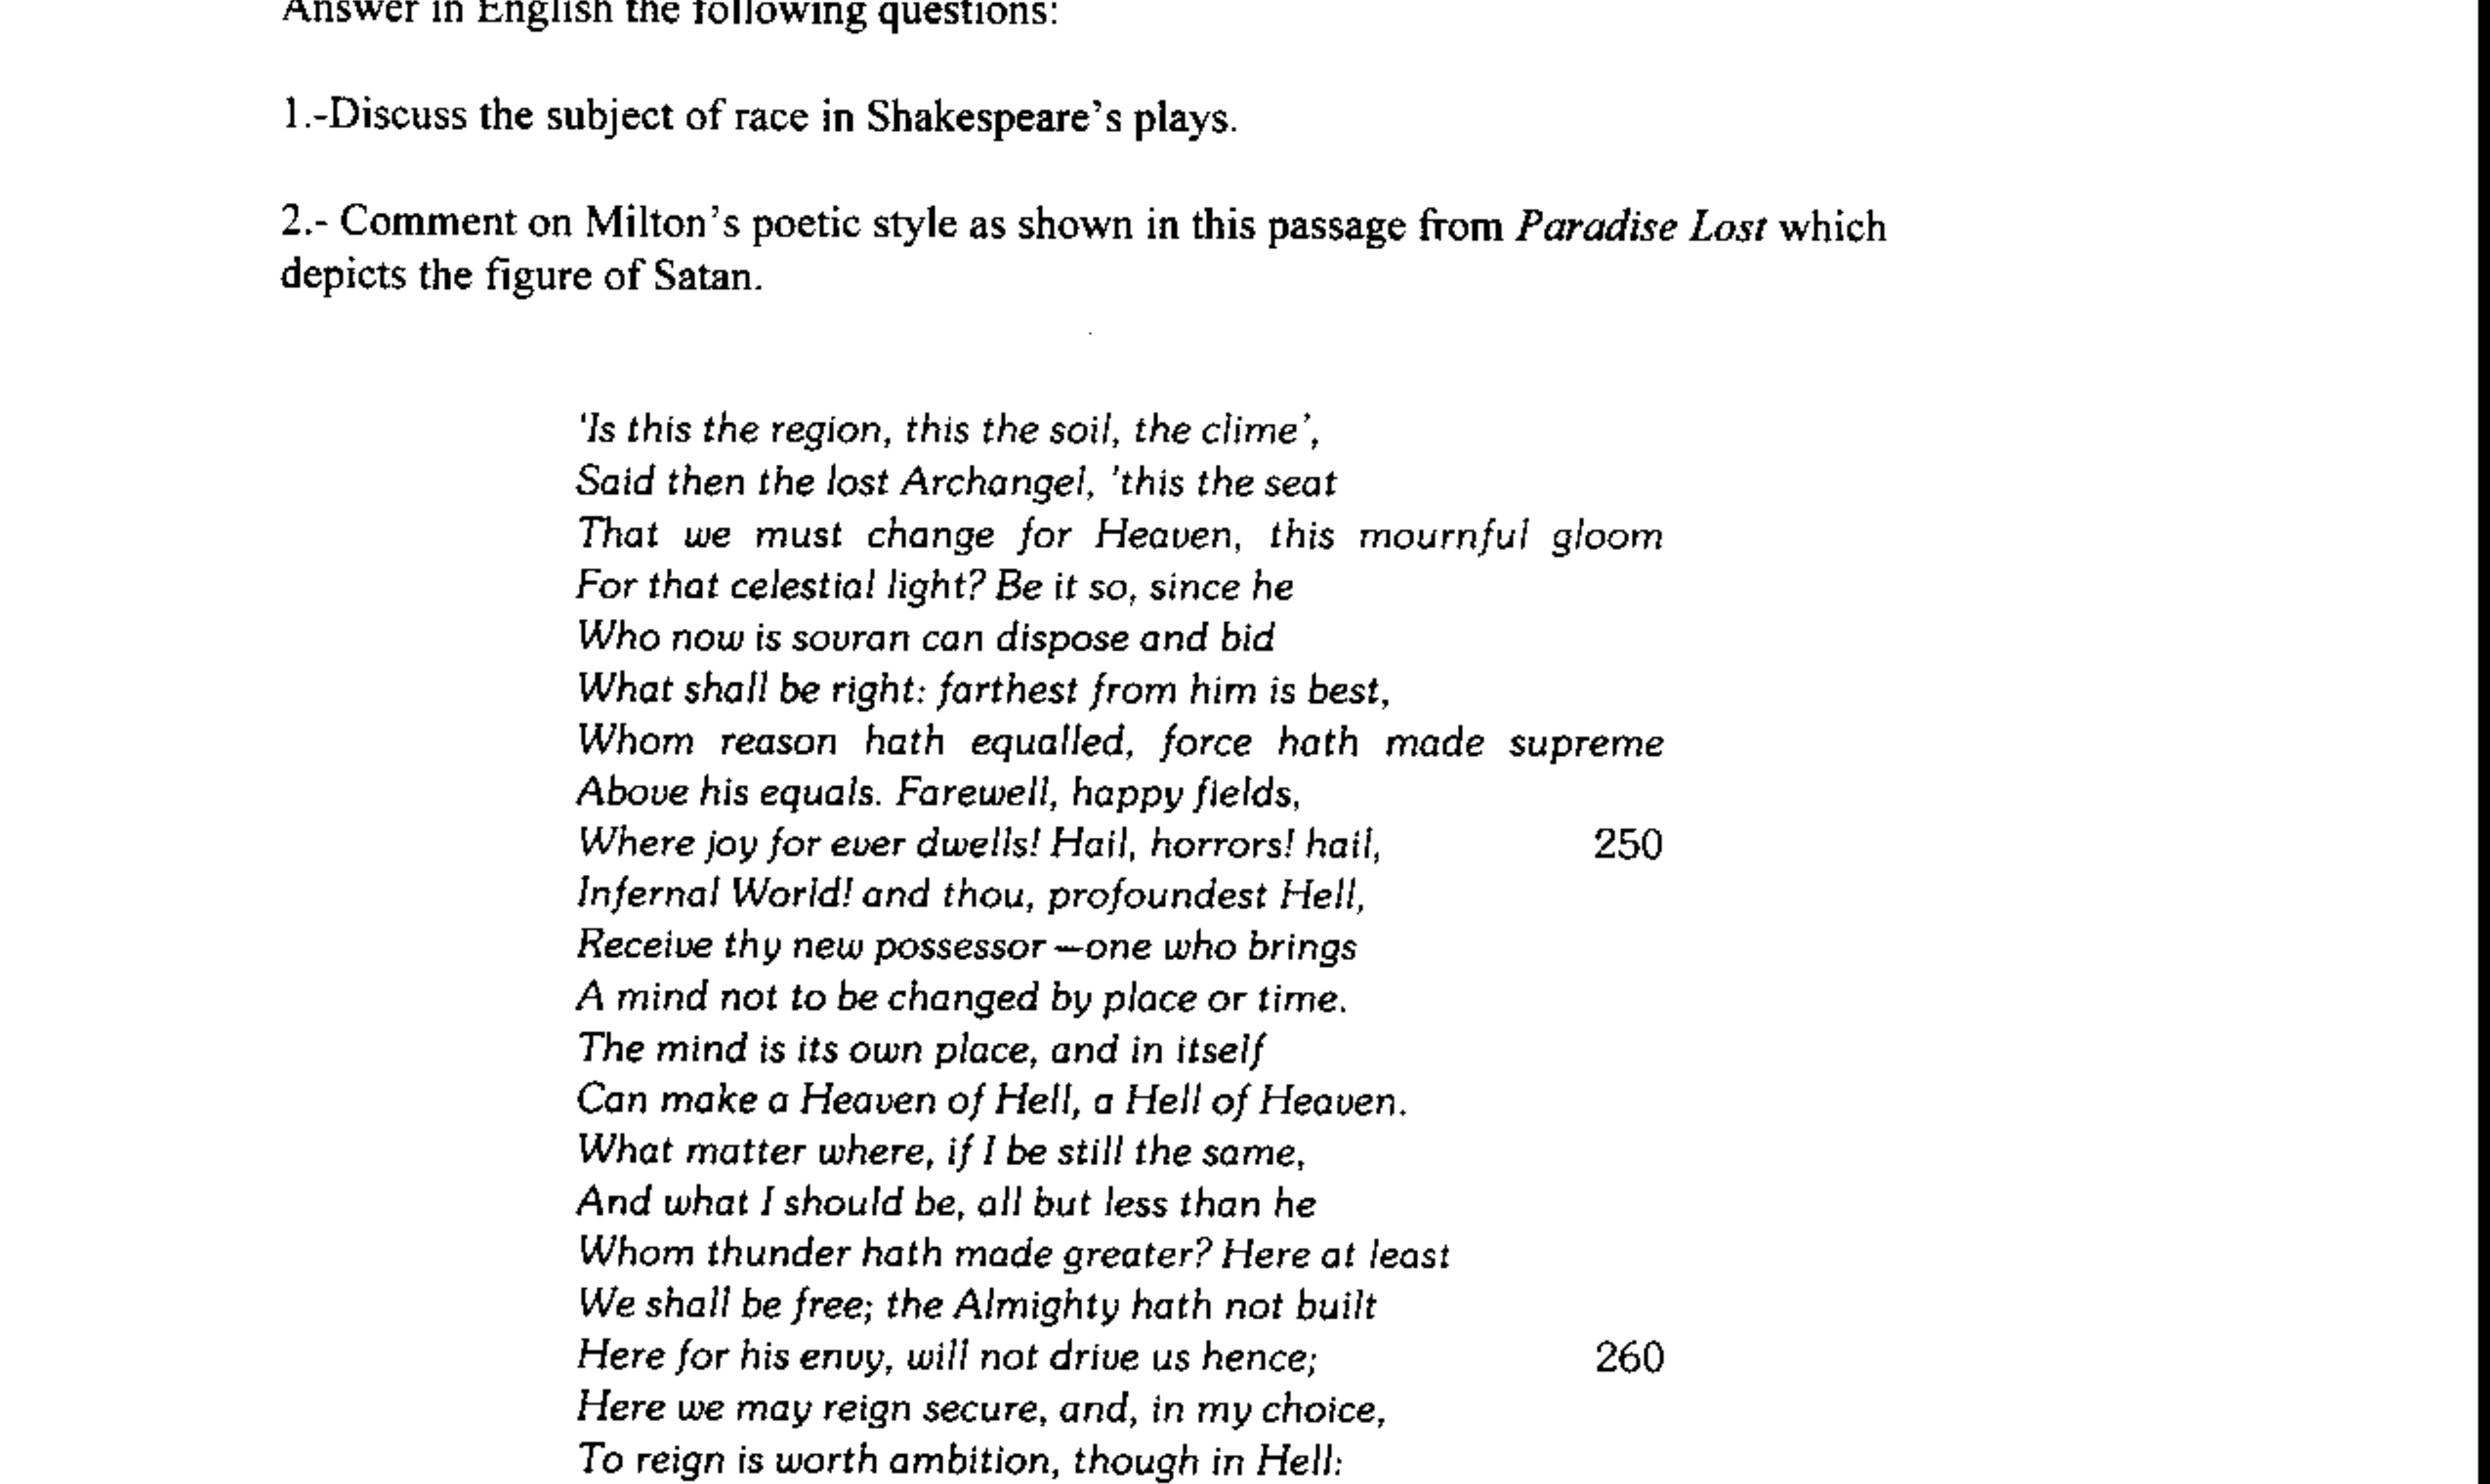 Answer in English the following questions:
1.-Discuss the subject of race in Shakespeare's plays.
2.- Comment on Milton's poetic style as shown in this passage from Paradise Lost which
depicts the figure of Satan.
'Is this the region, this the soil, the clime',
Said then the lost Archangel, 'this the seat
That we must change for Heaven, this mournful gloom
For that celestial light? Be it so, since he
Who now is souran can dispose and bid
What shall be right: farthest from him is best,
Whom reason hath equalled, force hath made supreme
Above his equals. Farewell, happy fields,
Where joy for ever dwells! Hail, horrors! hail, 250
Infernal World! and thou, profoundest Hell,
Receive thy new possessor—one who brings
A mind not to be changed by place or time.
The mind is its own place, and in itself
Can make a Heaven of Hell, a Hell of Heaven.
What matter where, if I be still the same,
And what I should be, all but less than he
Whom thunder hath made greater? Here at least
We shall be free; the Almighty hath not built
Here for his envy, will not drive us hence; 260
Here we may reign secure, and, in my choice,
To reign is worth ambition, though in Hell: